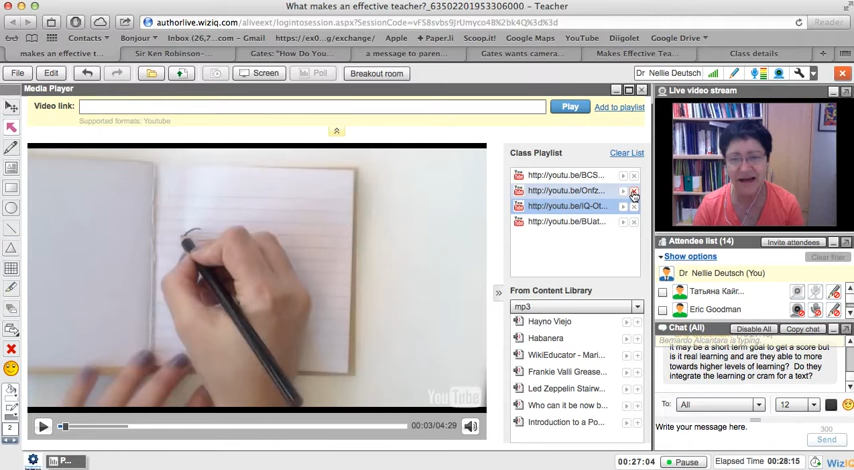 What makes an effective teacher?_63502201953306000 – Teacher
authorlive.wiziq.com/aliveext/logintosession.aspx?SessionCode=vF58svbs9JrUmyco4B%2bk4Q%3d%3d
Reader
Contacts Bonjour Inbox (26,7...com) - Gmail https://ex0...g/exchange/ Apple + Paper.li Scoop.it! Google Maps YouTube Diigolet Google Drive News
making an effective t... Sir Ken Robinson–... Gates: "How Do You... a message to paren... Gates wants camera... Makes Effective Tea... Class details
File Edit Screen Poll Breakout room Dr Nellie Deutsch
Media Player
Video link: Play Add to playlist
Supported formats: Youtube
Class Playlist Clear List
http://youtu.be/BCS...
http://youtu.be/Onfz...
http://youtu.be/IQ-Ot...
http://youtu.be/BUat...
From Content Library
mp3
Hayno Viejo
Habanera
WikiEducator - Mari...
Frankie Valli Grease...
Led Zeppelin Stairw...
Who can it be now b...
Introduction to a Po...
YouTube
00:03/04:29
Live video stream
Attendee list (14) Invite attendees
Show options Clear filter
Dr Nellie Deutsch (You)
Татьяна Кайг...
Eric Goodman
Chat (All) Disable All Copy chat
Bernardo Alcantara is typing.
it may be a short term goal to get a score but
is it real learning and are they able to more
towards higher levels of learning? Do they
integrate the learning or cram for a text?
To: All 12
Write your message here.
300
Send
2
P...
00:27:04 Pause Elapsed Time 00:28:15 WizIQ